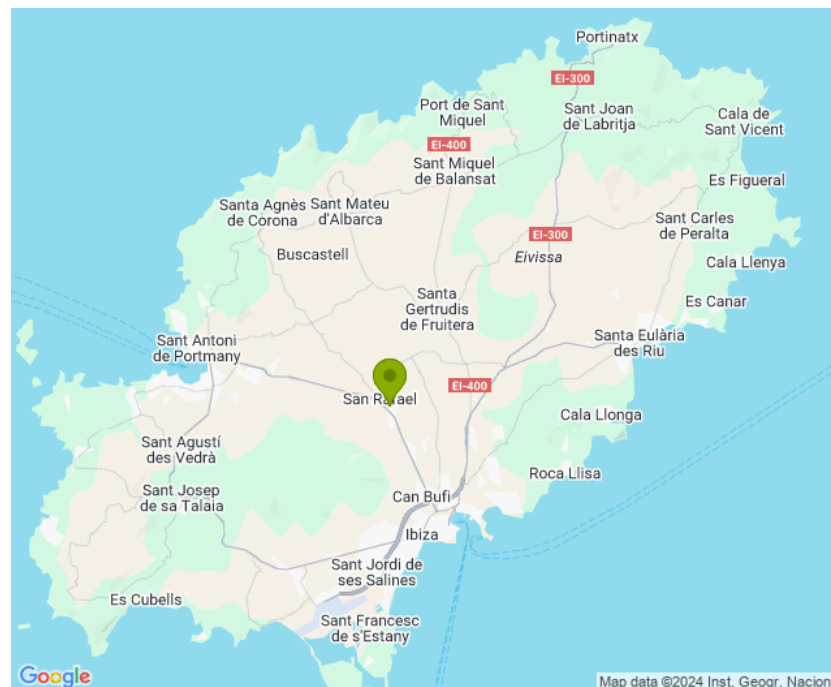 Portinatx
EI-300
Port de Sant
Miquel
Sant Joan
de Labritja
Cala de
Sant Vicent
EI-400
Sant Miquel
de Balansat
Es Figueral
Santa Agnès
de Corona
Sant Mateu
d'Albarca
Sant Carles
de Peralta
EI-300
Buscastell
Eivissa
Cala Llenya
Santa
Gertrudis
de Fruitera
Es Canar
Sant Antoni
de Portmany
Santa Eulària
des Riu
EI-400
San Rafael
Cala Llonga
Sant Agustí
des Vedrà
Roca Llisa
Sant Josep
de sa Talaia
Can Bufi
Ibiza
Sant Jordi de
ses Salines
Es Cubells
Sant Francesc
de s'Estany
Google
Map data ©2024 Inst. Geogr. Nacion